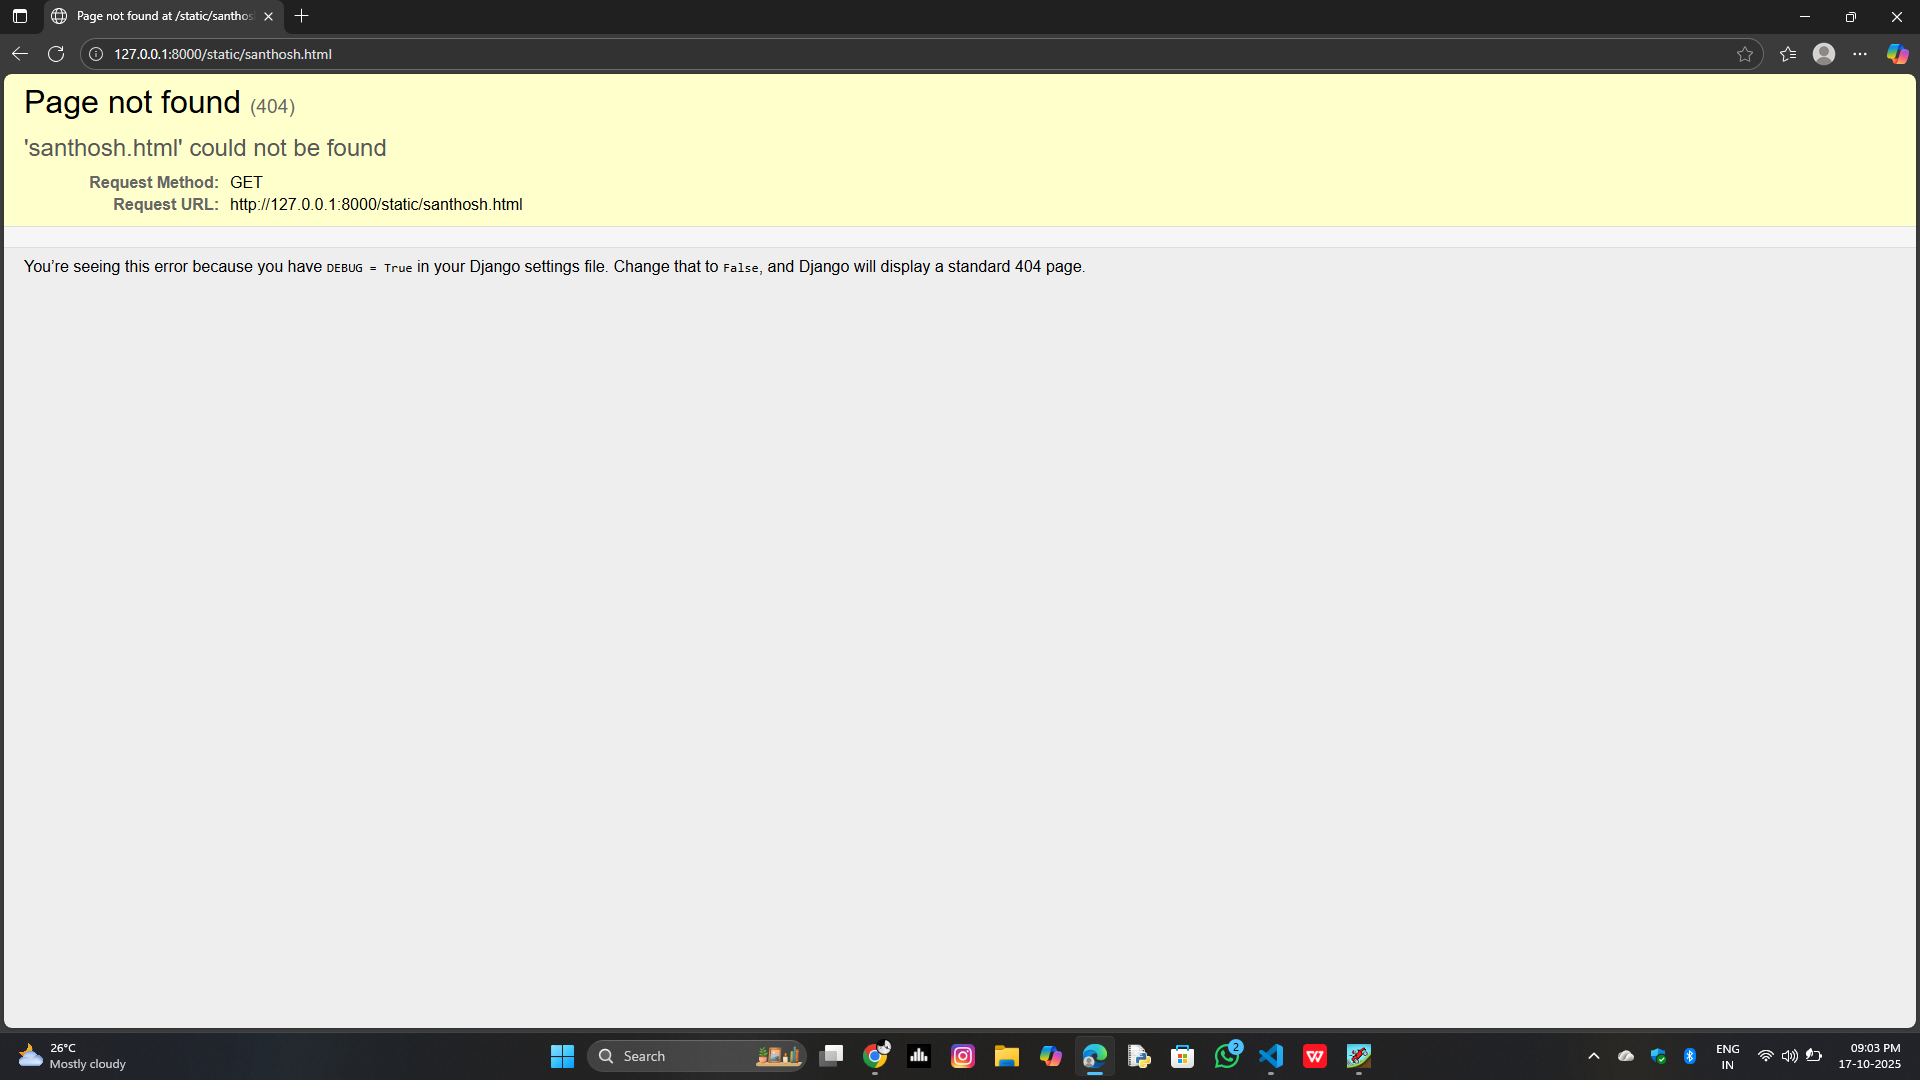 Page not found at /static/santhos
127.0.0.1:8000/static/santhosh.html
Page not found (404)
'santhosh.html' could not be found
Request Method: GET
Request URL: http://127.0.0.1:8000/static/santhosh.html
You’re seeing this error because you have DEBUG = True in your Django settings file. Change that to False, and Django will display a standard 404 page.
26°C
Mostly cloudy
Search
2
W
ENG
IN
09:03 PM
17-10-2025